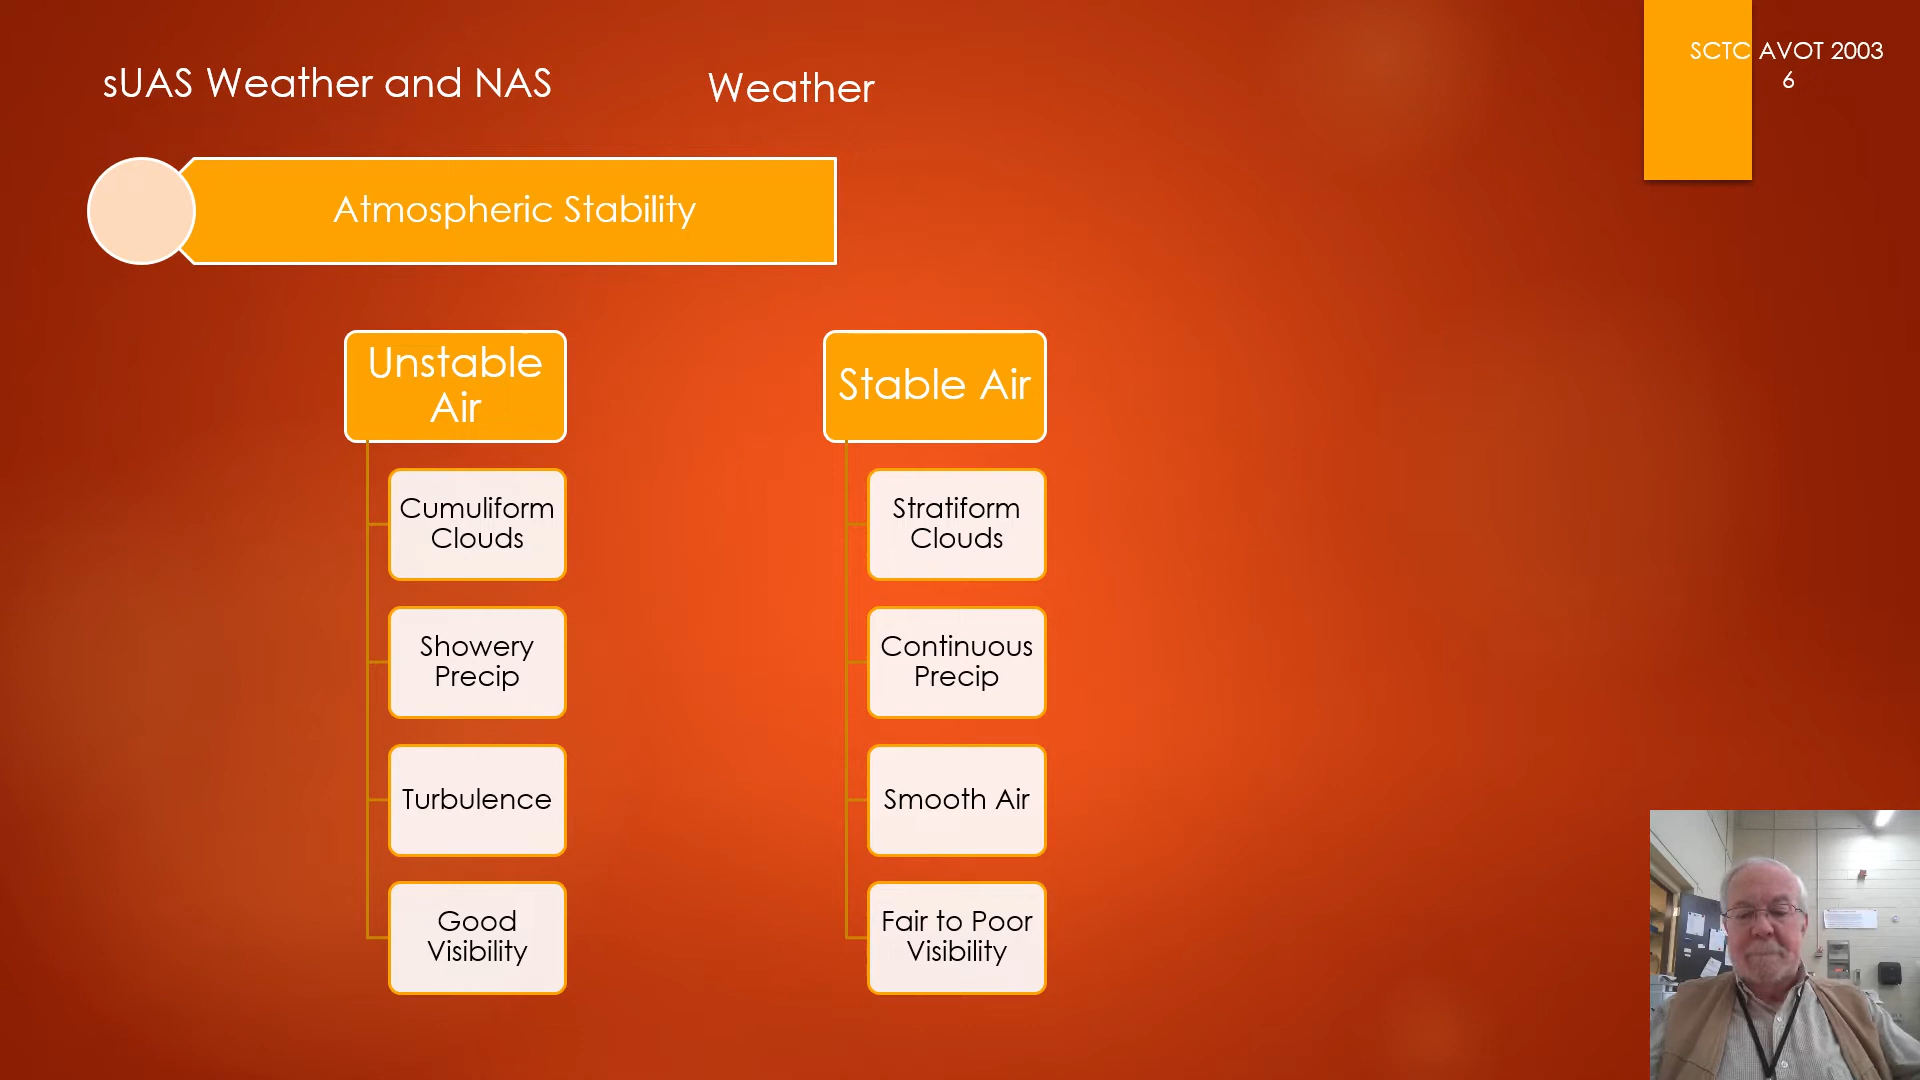 sUAS Weather and NAS
Weather
SCTC AVOT 2003
6
Atmospheric Stability
Unstable
Air
Cumuliform
Clouds
Showery
Precip
Turbulence
Good
Visibility
Stable Air
Stratiform
Clouds
Continuous
Precip
Smooth Air
Fair to Poor
Visibility